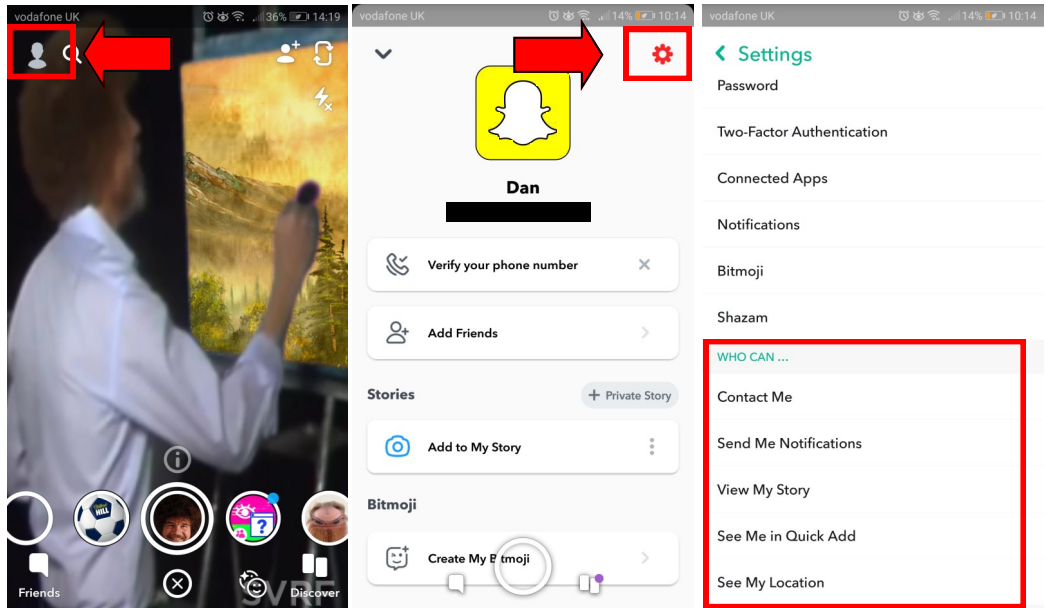 vodafone UK
36%
14:19
HILL
?
Friends
Discover
SVRF
vodafone UK
14%
10:14
Dan
Verify your phone number
Add Friends
Stories
+ Private Story
Add to My Story
Bitmoji
Create My B tmoji
vodafone UK
14%
10:14
Settings
Password
Two-Factor Authentication
Connected Apps
Notifications
Bitmoji
Shazam
WHO CAN ...
Contact Me
Send Me Notifications
View My Story
See Me in Quick Add
See My Location